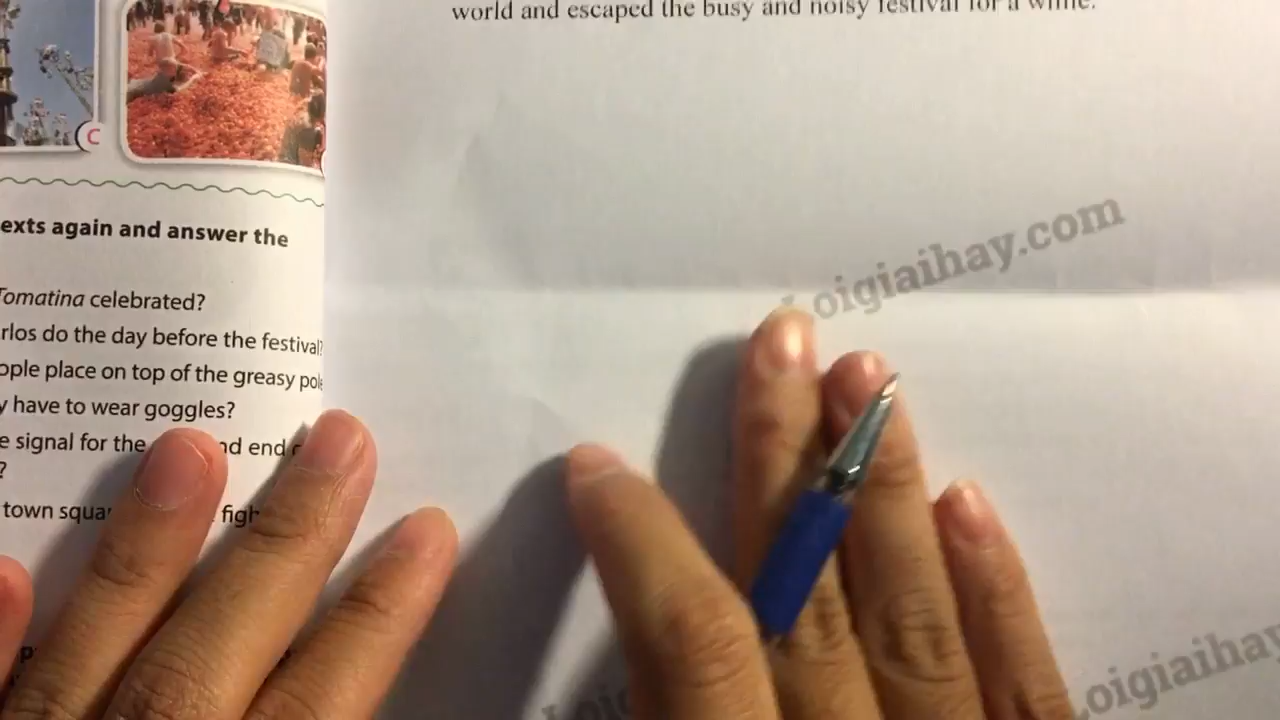 world and escaped the busy and noisy festival for a while.
C
exts again and answer the
Tomatina celebrated?
rlos do the day before the festival?
ople place on top of the greasy pol
y have to wear goggles?
e signal for the nd end
?
town squa figh
Loigiaihay.com
Loigiaihay